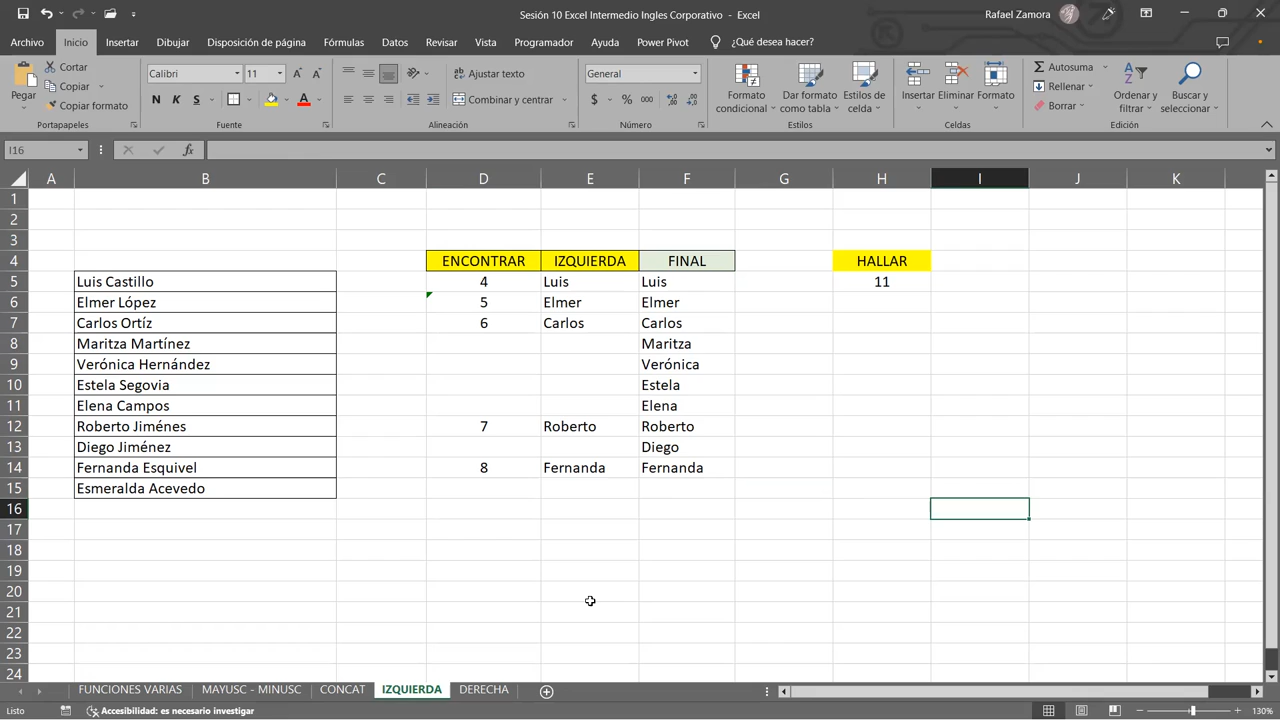 Sesión 10 Excel Intermedio Ingles Corporativo - Excel
Rafael Zamora
Archivo Inicio Insertar Dibujar Disposición de página Fórmulas Datos Revisar Vista Programador Ayuda Power Pivot ¿Qué desea hacer?
Pegar
Cortar
Copiar
Copiar formato
Portapapeles
Calibri 11
N K S
Fuente
Ajustar texto
Combinar y centrar
Alineación
General
$ % 000
Número
Formato condicional
Dar formato como tabla
Estilos de celda
Estilos
Insertar Eliminar Formato
Celdas
Autosuma
Rellenar
Borrar
Ordenar y filtrar
Buscar y seleccionar
Edición
I16 fx
A B C D E F G H I J K
1
2
3
4 ENCONTRAR IZQUIERDA FINAL HALLAR
5 Luis Castillo 4 Luis Luis 11
6 Elmer López 5 Elmer Elmer
7 Carlos Ortíz 6 Carlos Carlos
8 Maritza Martínez Maritza
9 Verónica Hernández Verónica
10 Estela Segovia Estela
11 Elena Campos Elena
12 Roberto Jiménes 7 Roberto Roberto
13 Diego Jiménez Diego
14 Fernanda Esquivel 8 Fernanda Fernanda
15 Esmeralda Acevedo
16
17
18
19
20
21
22
23
24
FUNCIONES VARIAS MAYUSC - MINUSC CONCAT IZQUIERDA DERECHA
Listo Accesibilidad: es necesario investigar 130%